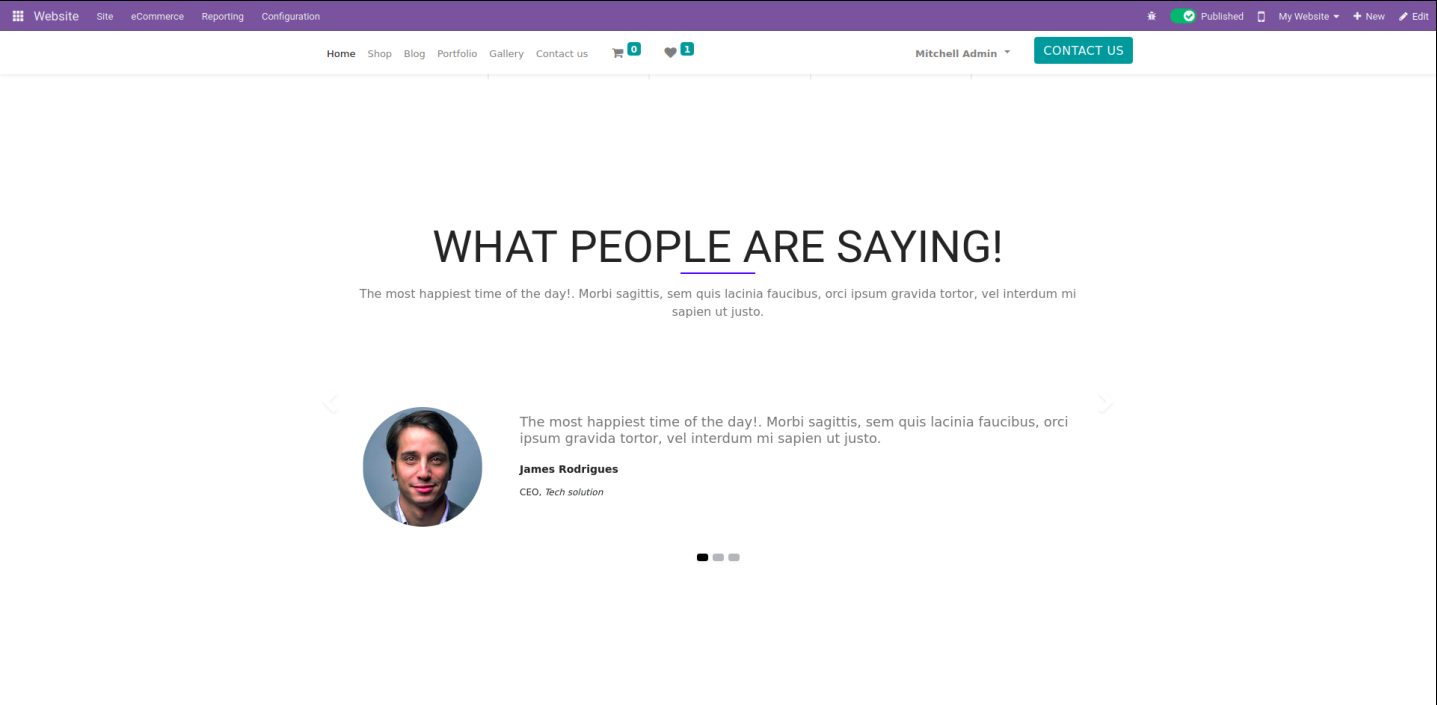 Website Site eCommerce Reporting Configuration Published My Website New Edit
Home Shop Blog Portfolio Gallery Contact us 0 1 Mitchell Admin CONTACT US
WHAT PEOPLE ARE SAYING!
The most happiest time of the day!. Morbi sagittis, sem quis lacinia faucibus, orci ipsum gravida tortor, vel interdum mi
sapien ut justo.
The most happiest time of the day!. Morbi sagittis, sem quis lacinia faucibus, orci
ipsum gravida tortor, vel interdum mi sapien ut justo.
James Rodrigues
CEO, Tech solution